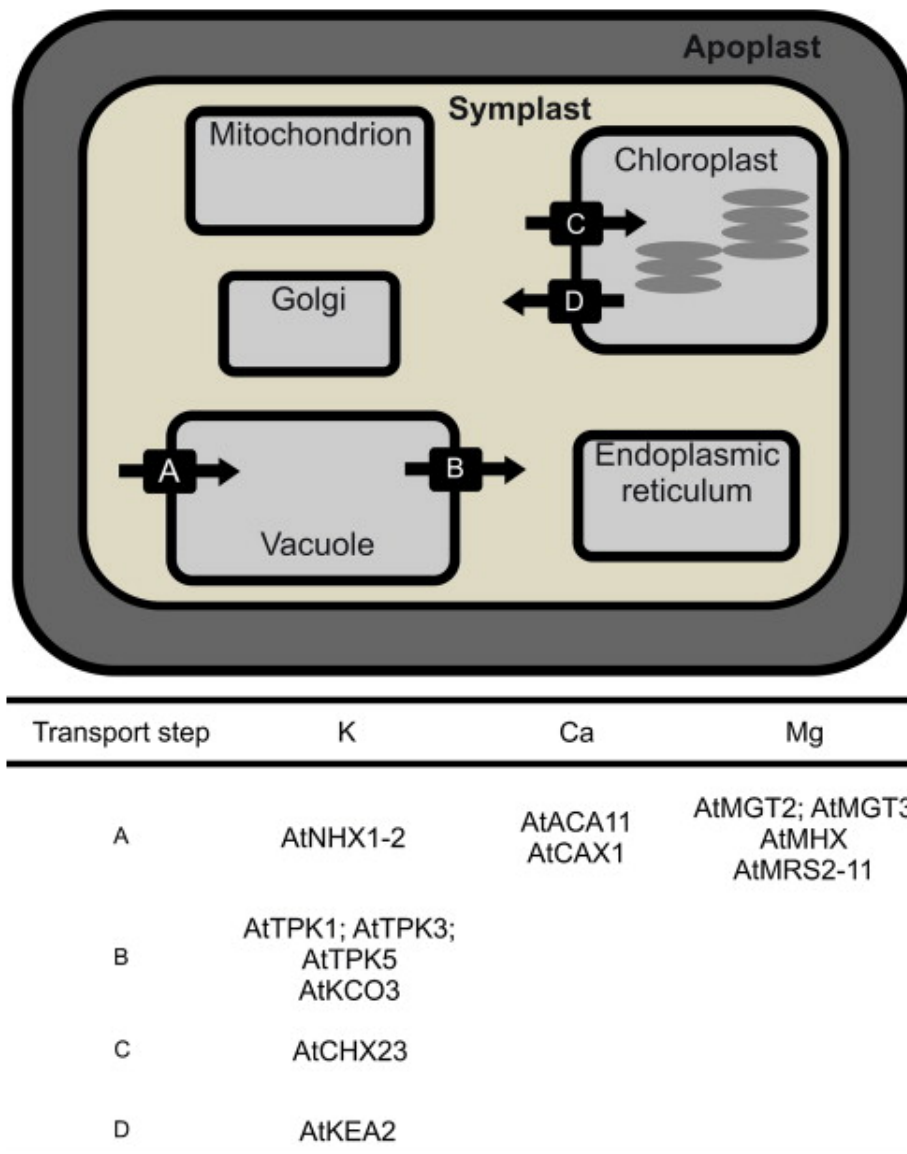 Apoplast
Symplast
Mitochondrion
Chloroplast
C
Golgi
D
A
B
Endoplasmic
reticulum
Vacuole
Transport step K Ca Mg
A AtNHX1-2 AtACA11
AtCAX1 AtMGT2; AtMGT3
AtMHX
AtMRS2-11
B AtTPK1; AtTPK3;
AtTPK5
AtKCO3
C AtCHX23
D AtKEA2